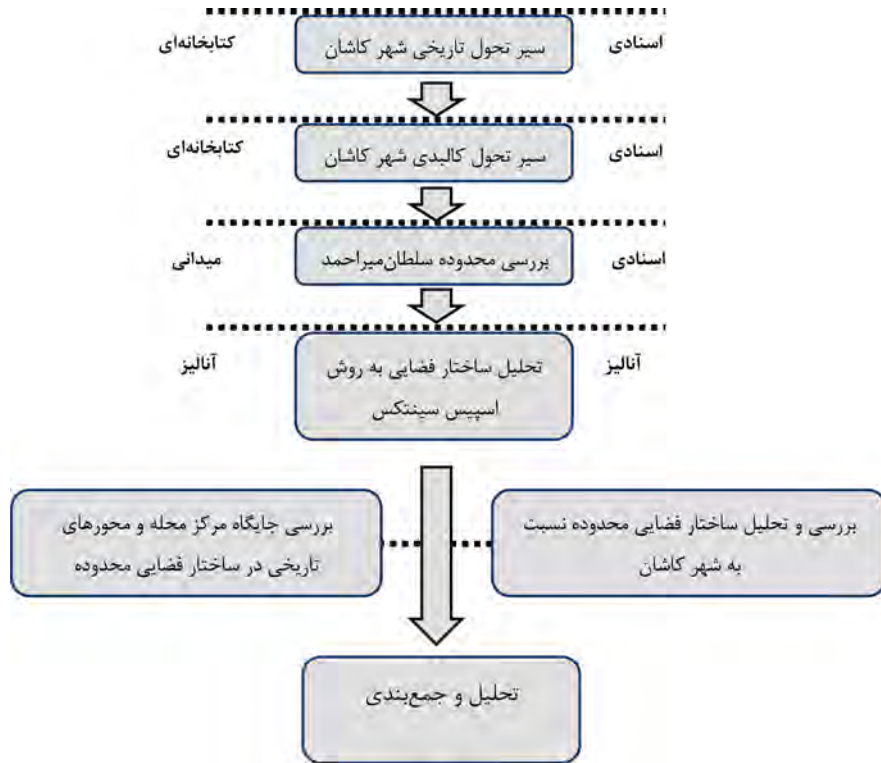 اسنادی
سیر تحول تاریخی شهر کاشان
کتابخانه‌ای
اسنادی
سیر تحول کالبدی شهر کاشان
کتابخانه‌ای
اسنادی
بررسی محدوده سلطان‌میراحمد
میدانی
آنالیز
تحلیل ساختار فضایی به روش
اسپیس سینتکس
آنالیز
بررسی و تحلیل ساختار فضایی محدوده نسبت
به شهر کاشان
بررسی جایگاه مرکز محله و محورهای
تاریخی در ساختار فضایی محدوده
تحلیل و جمع‌بندی